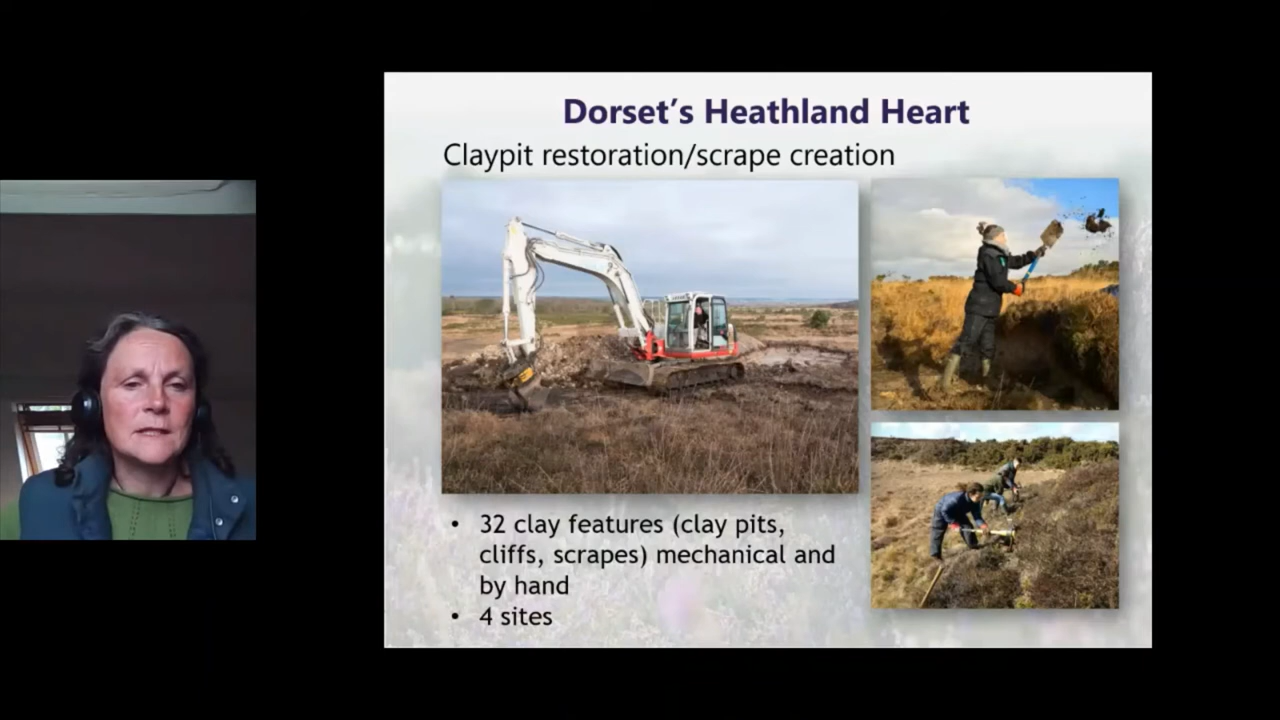 Dorset's Heathland Heart
Claypit restoration/scrape creation
• 32 clay features (clay pits,
cliffs, scrapes) mechanical and
by hand
• 4 sites